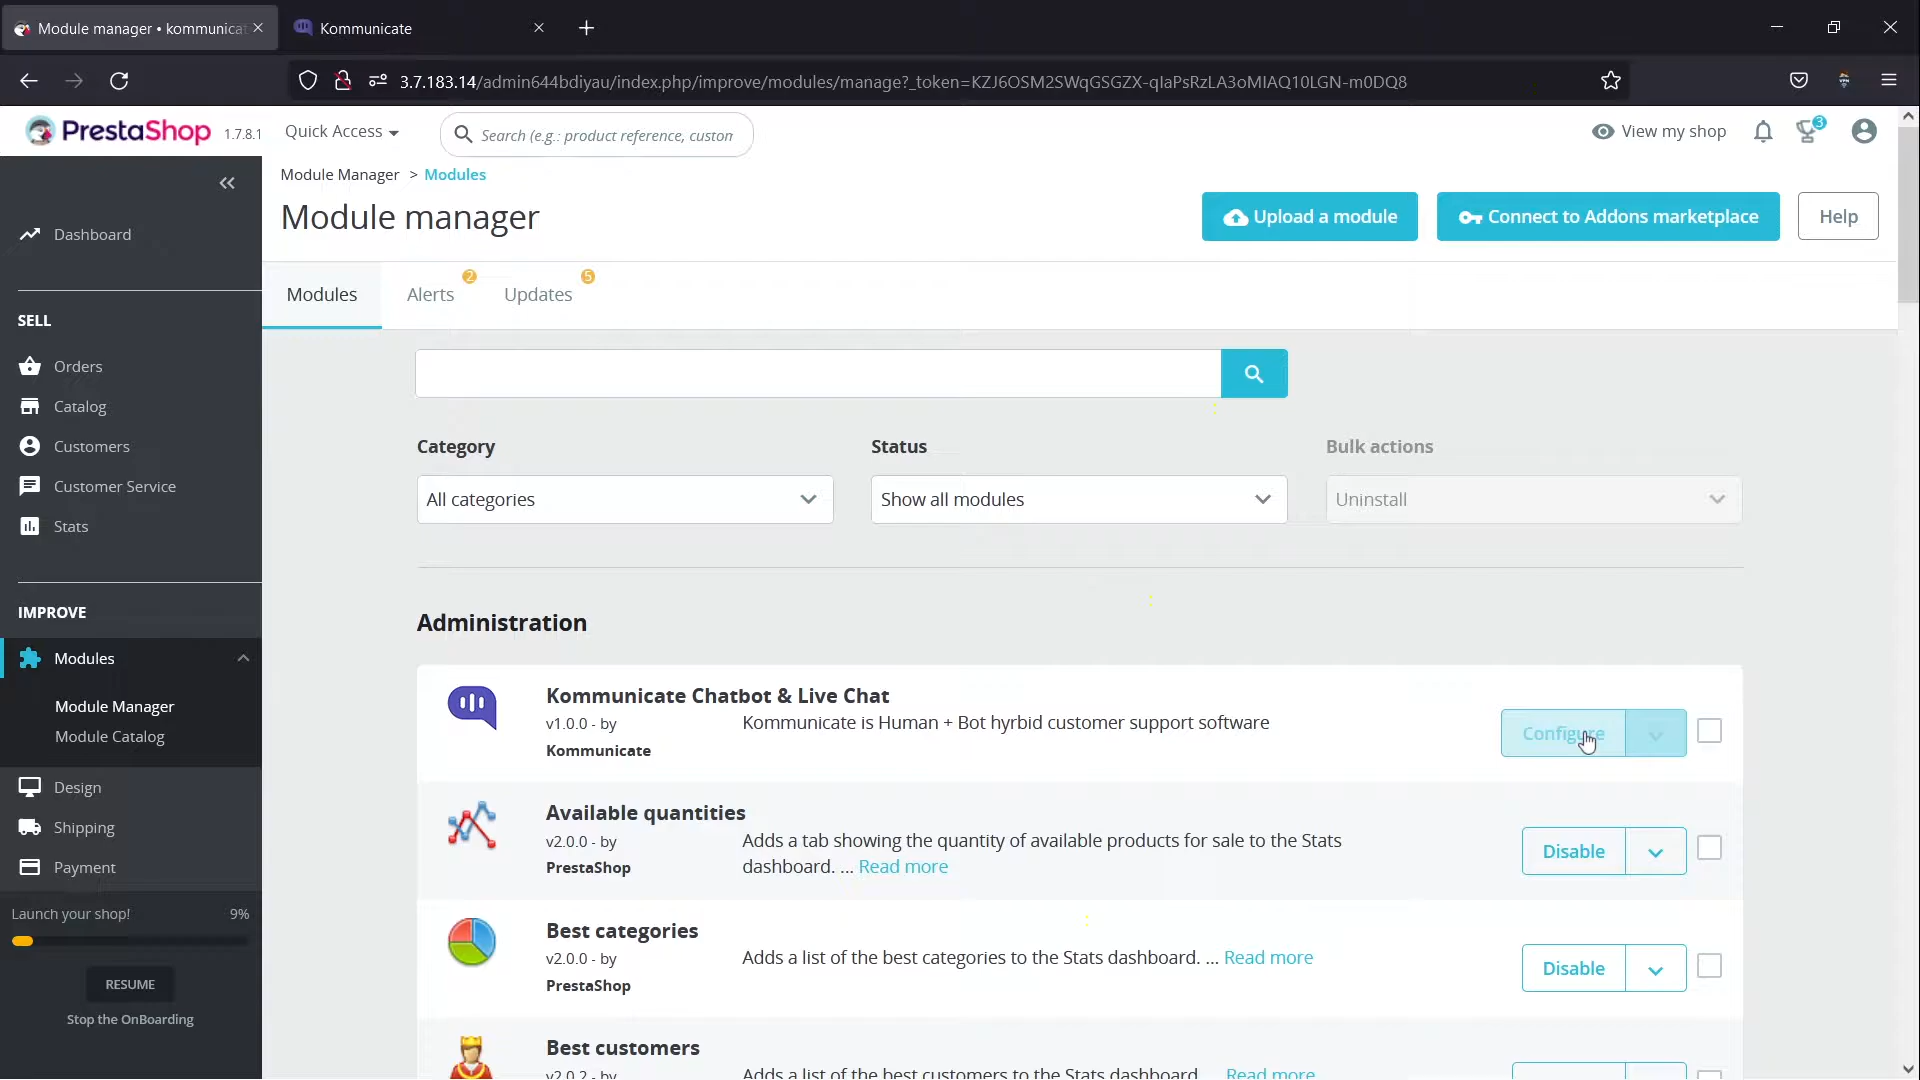 Module manager • kommunicat
Kommunicate
3.7.183.14/admin644bdiyau/index.php/improve/modules/manage?_token=KZJ6OSM2SWqGSGZX-qIaPsRzLA3oMIAQ10LGN-m0DQ8
PrestaShop 1.7.8.1
Quick Access
Search (e.g.: product reference, custom
View my shop
3
Module Manager > Modules
Module manager
Upload a module
Connect to Addons marketplace
Help
Modules
Alerts 2
Updates 5
Dashboard
SELL
Orders
Catalog
Customers
Customer Service
Stats
IMPROVE
Modules
Module Manager
Module Catalog
Design
Shipping
Payment
Launch your shop! 9%
RESUME
Stop the OnBoarding
Category
All categories
Status
Show all modules
Bulk actions
Uninstall
Administration
Kommunicate Chatbot & Live Chat
v1.0.0 - by
Kommunicate
Kommunicate is Human + Bot hyrbid customer support software
Configure
Available quantities
v2.0.0 - by
PrestaShop
Adds a tab showing the quantity of available products for sale to the Stats
dashboard. ... Read more
Disable
Best categories
v2.0.0 - by
PrestaShop
Adds a list of the best categories to the Stats dashboard. ... Read more
Disable
Best customers
v2.0.2 - by
Adds a list of the best customers to the Stats dashboard. ... Read more